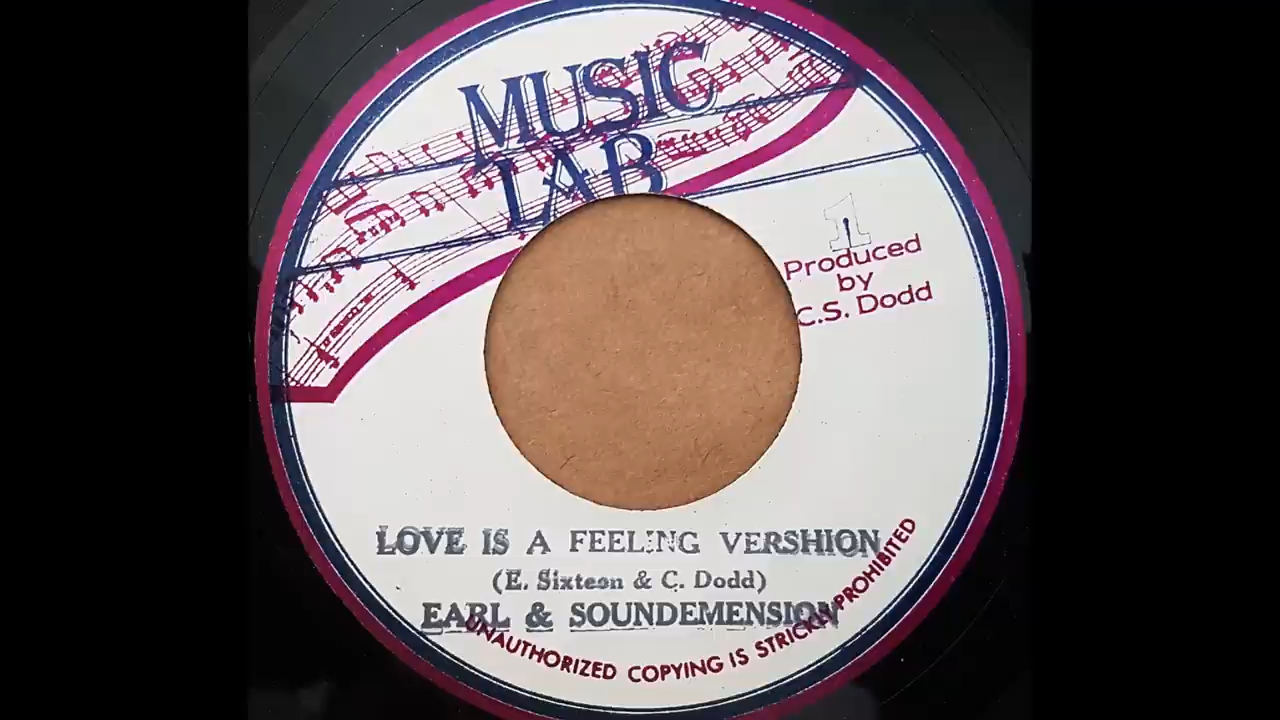 MUSIC
LAB
1
Produced
by
C.S. Dodd
LOVE IS A FEELING VERSHION
(E. Sixteen & C. Dodd)
EARL & SOUNDEMENSION
UNAUTHORIZED COPYING IS STRICKLY PROHIBITED